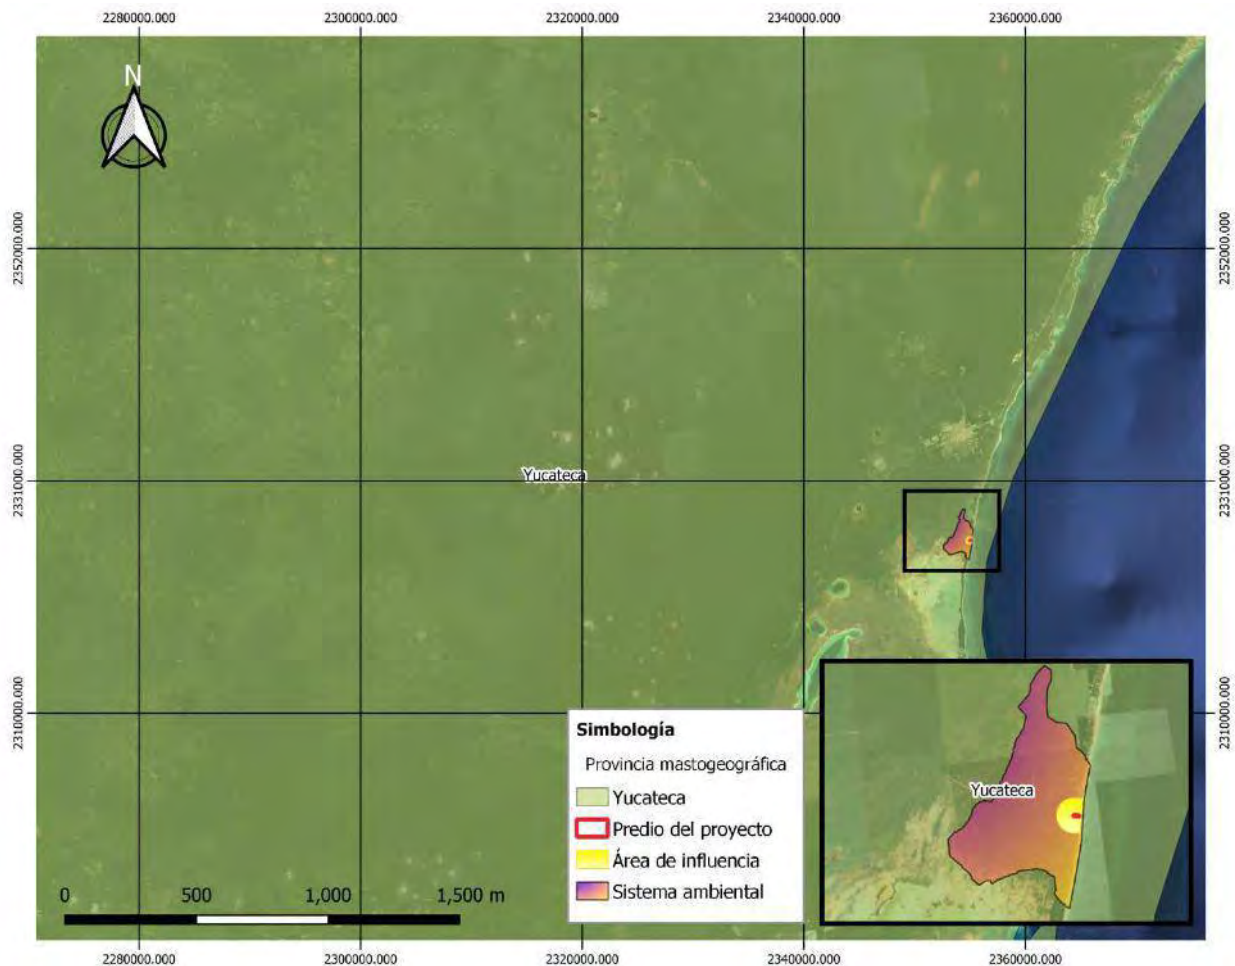 2280000.000 2300000.000 2320000.000 2340000.000 2360000.000
N
2352000.000 2352000.000
Yucateca
2331000.000 2331000.000
2310000.000 2310000.000
Simbología
Provincia mastogeográfica
Yucateca
Predio del proyecto
Área de influencia
Sistema ambiental
Yucateca
0 500 1,000 1,500 m
2280000.000 2300000.000 2320000.000 2340000.000 2360000.000